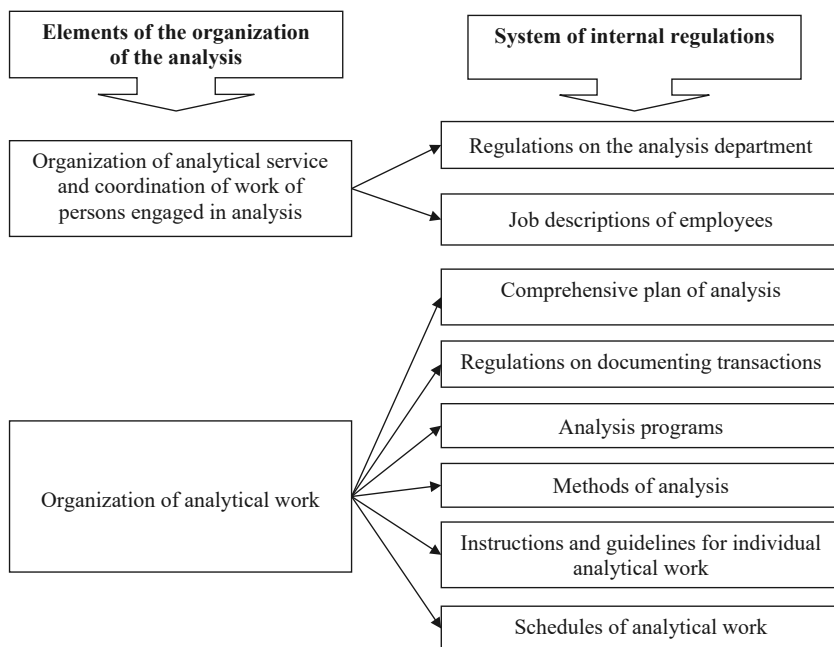 Elements of the organization
of the analysis
System of internal regulations
Organization of analytical service
and coordination of work of
persons engaged in analysis
Regulations on the analysis department
Job descriptions of employees
Organization of analytical work
Comprehensive plan of analysis
Regulations on documenting transactions
Analysis programs
Methods of analysis
Instructions and guidelines for individual
analytical work
Schedules of analytical work